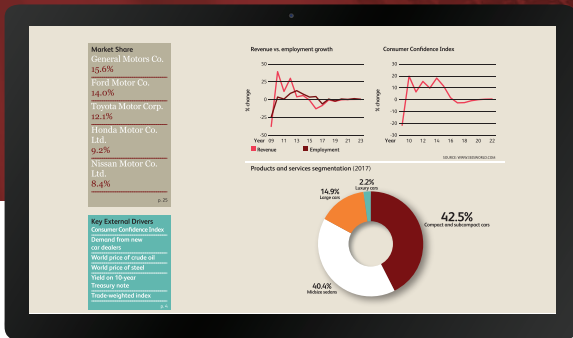 Market Share
General Motors Co.
15.6%
Ford Motor Co.
14.0%
Toyota Motor Corp.
12.1%
Honda Motor Co.
Ltd.
9.2%
Nissan Motor Co.
Ltd.
8.4%
p. 25
Key External Drivers
Consumer Confidence Index
Demand from new
car dealers
World price of crude oil
World price of steel
Yield on 10-year
Treasury note
Trade-weighted index
Revenue vs. employment growth
% change
50
25
0
-25
-50
Year 09 11 13 15 17 19 21 23
Revenue
Employment
Consumer Confidence Index
% change
30
20
10
0
-10
-20
-30
Year 10 12 14 16 18 20 22
Products and services segmentation (2017)
2.2%
Luxury cars
14.9%
Large cars
42.5%
Compact and subcompact cars
40.4%
Midsize sedans